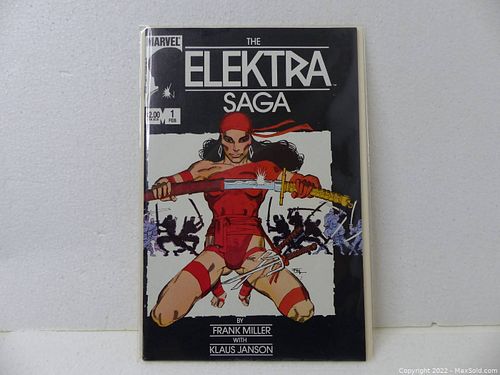 MARVEL
THE
ELEKTRA
SAGA
$2.00
1
FEB
BY
FRANK MILLER
WITH
KLAUS JANSON
Copyright 2022 - MaxSold.com